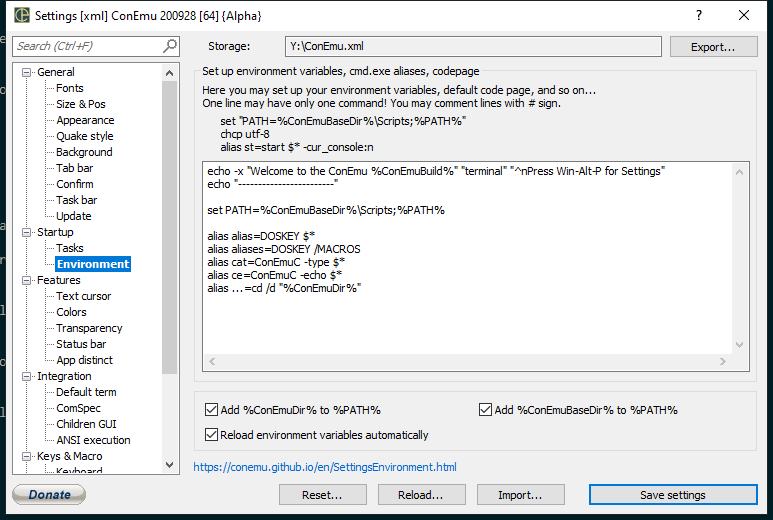 Settings [xml] ConEmu 200928 [64] {Alpha}
Search (Ctrl+F)
Storage:
Y:\ConEmu.xml
Export...
General
Fonts
Size & Pos
Appearance
Quake style
Background
Tab bar
Confirm
Task bar
Update
Startup
Tasks
Environment
Features
Text cursor
Colors
Transparency
Status bar
App distinct
Integration
Default term
ComSpec
Children GUI
ANSI execution
Keys & Macro
Keyboard
Set up environment variables, cmd.exe aliases, codepage
Here you may set up your environment variables, default code page, and so on...
One line may have only one command! You may comment lines with # sign.
set "PATH=%ConEmuBaseDir%\Scripts;%PATH%"
chcp utf-8
alias st=start $* -cur_console:n
echo -x "Welcome to the ConEmu %ConEmuBuild%" "terminal" "^nPress Win-Alt-P for Settings"
echo "------------------------"
set PATH=%ConEmuBaseDir%\Scripts;%PATH%
alias alias=DOSKEY $*
alias aliases=DOSKEY /MACROS
alias cat=ConEmuC -type $*
alias ce=ConEmuC -echo $*
alias ...=cd /d "%ConEmuDir%"
Add %ConEmuDir% to %PATH%
Add %ConEmuBaseDir% to %PATH%
Reload environment variables automatically
https://conemu.github.io/en/SettingsEnvironment.html
Donate
Reset...
Reload...
Import...
Save settings